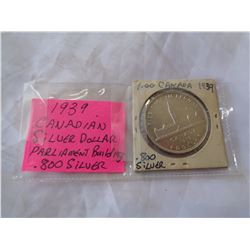 1939
CANADIAN
SILVER DOLLAR
PARLIAMENT Building
.800 SILVER
1.00 CANADA 1939
.800
SILVER - -